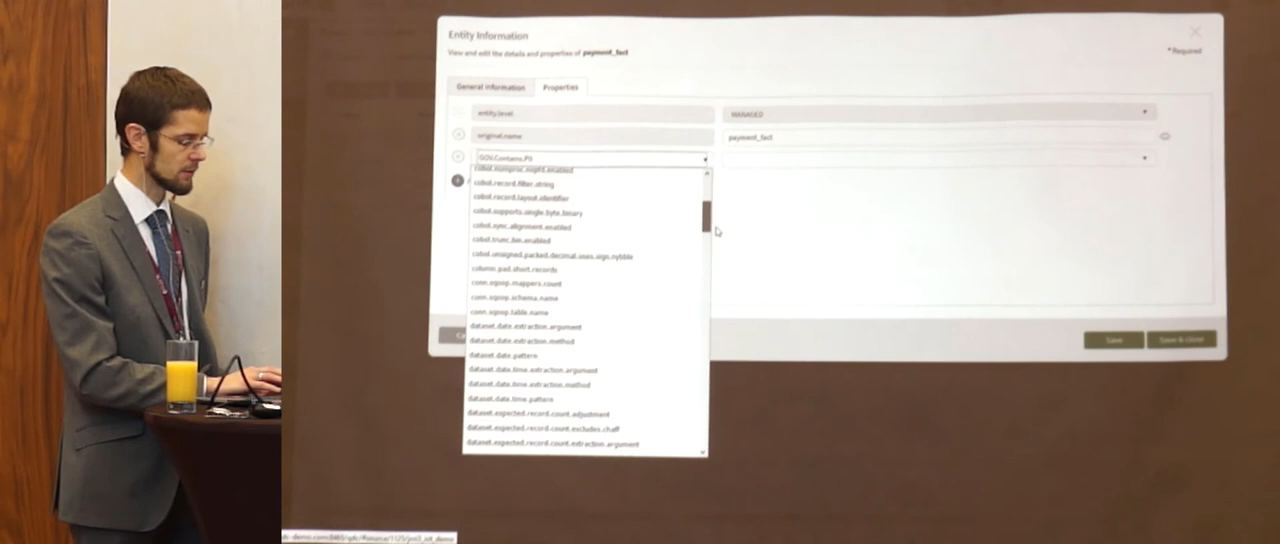 Entity Information
View and edit the details and properties of payment_fact
* Required
General Information
Properties
entity.level
MANAGED
original.name
payment_fact
GOV.Contains.PII
cobol.record.filter.string
cobol.record.layout.identifier
cobol.supports.single.byte.binary
cobol.sync.alignment.enabled
cobol.trunc.bin.enabled
cobol.unsigned.packed.decimal.uses.sign.nybble
column.pad.short.records
conn.sqoop.mappers.count
conn.sqoop.schema.name
conn.sqoop.table.name
dataset.date.extraction.argument
dataset.date.extraction.method
dataset.date.pattern
dataset.date.time.extraction.argument
dataset.date.time.extraction.method
dataset.date.time.pattern
dataset.expected.record.count.adjustment
dataset.expected.record.count.excludes.chaff
dataset.expected.record.count.extraction.argument
Save
Save & Close